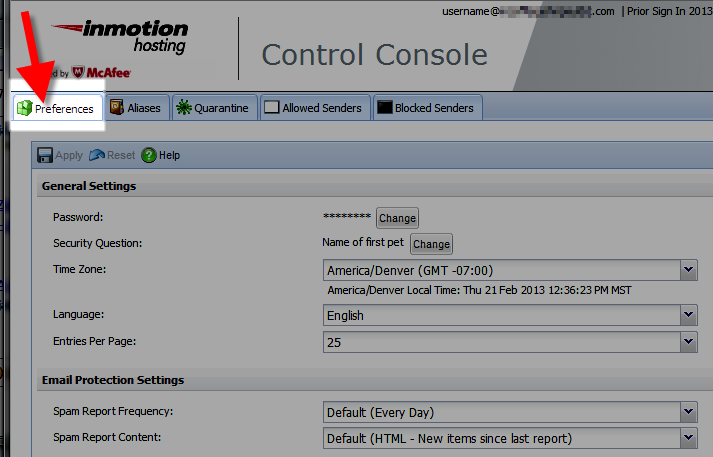 username@ .com | Prior Sign In 2013
inmotion
hosting
ed by McAfee
Control Console
Preferences Aliases Quarantine Allowed Senders Blocked Senders
Apply Reset Help
General Settings
Password: ******** Change
Security Question: Name of first pet Change
Time Zone: America/Denver (GMT -07:00)
America/Denver Local Time: Thu 21 Feb 2013 12:36:23 PM MST
Language: English
Entries Per Page: 25
Email Protection Settings
Spam Report Frequency: Default (Every Day)
Spam Report Content: Default (HTML - New items since last report)